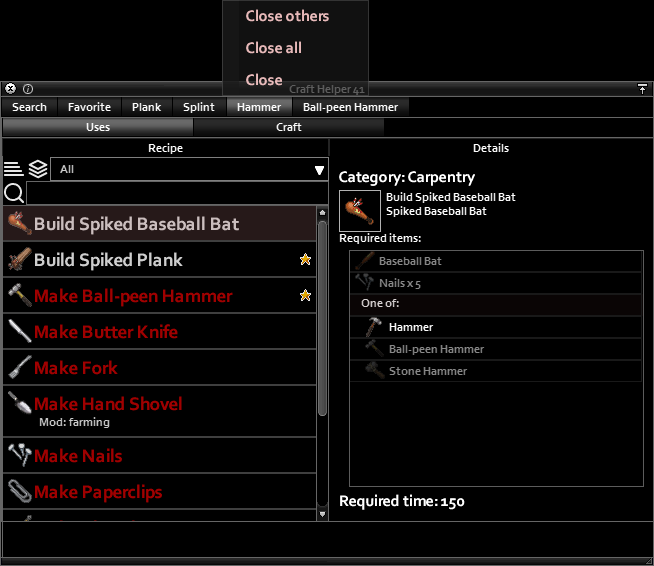 Close others
Close all
Close
Craft Helper 41
Search Favorite Plank Splint Hammer Ball-peen Hammer
Uses Craft
Recipe
All
Build Spiked Baseball Bat
Build Spiked Plank
Make Ball-peen Hammer
Make Butter Knife
Make Fork
Make Hand Shovel
Mod: farming
Make Nails
Make Paperclips
Details
Category: Carpentry
Build Spiked Baseball Bat
Spiked Baseball Bat
Required items:
Baseball Bat
Nails x 5
One of:
Hammer
Ball-peen Hammer
Stone Hammer
Required time: 150